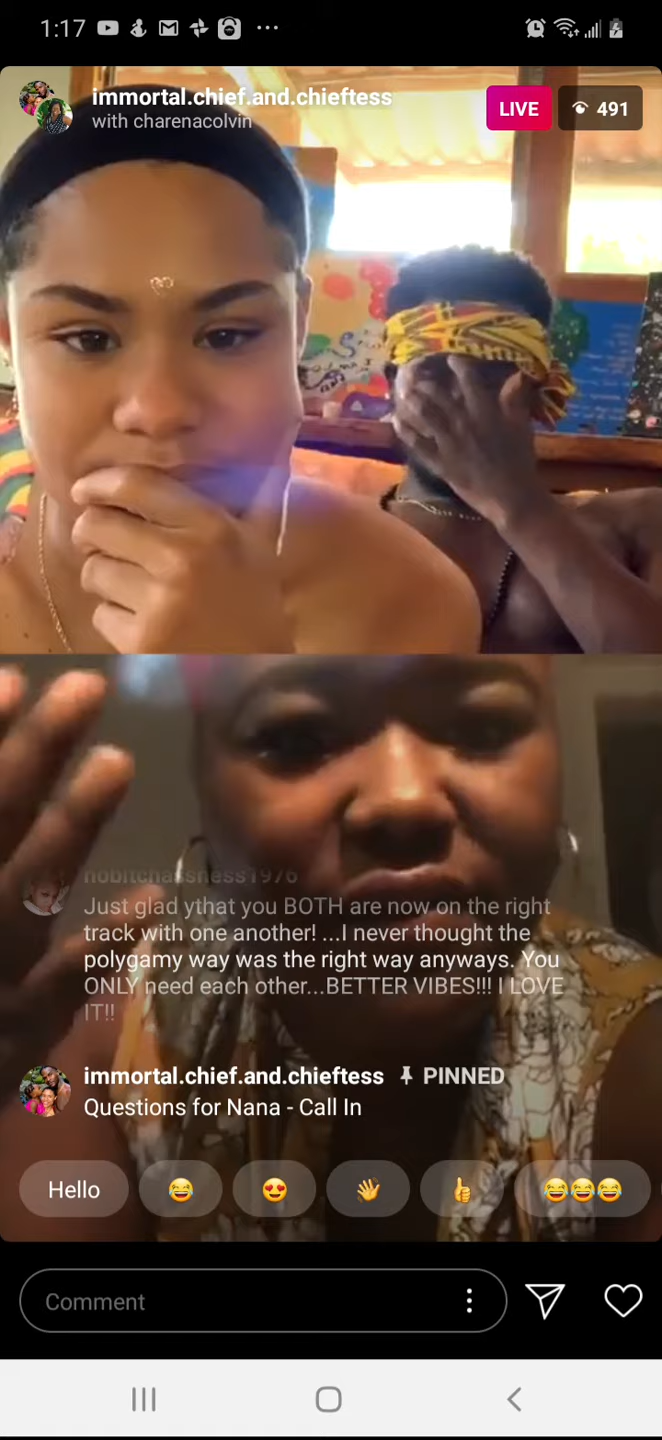 1:17
immortal.chief.and.chieftess
with charenacolvin
LIVE
491
nobitchassness1976
Just glad ythat you BOTH are now on the right
track with one another! ...I never thought the
polygamy way was the right way anyways. You
ONLY need each other...BETTER VIBES!!! I LOVE
IT!!
immortal.chief.and.chieftess PINNED
Questions for Nana - Call In
Hello 😂 😍 👋 👍 😂😂😂
Comment